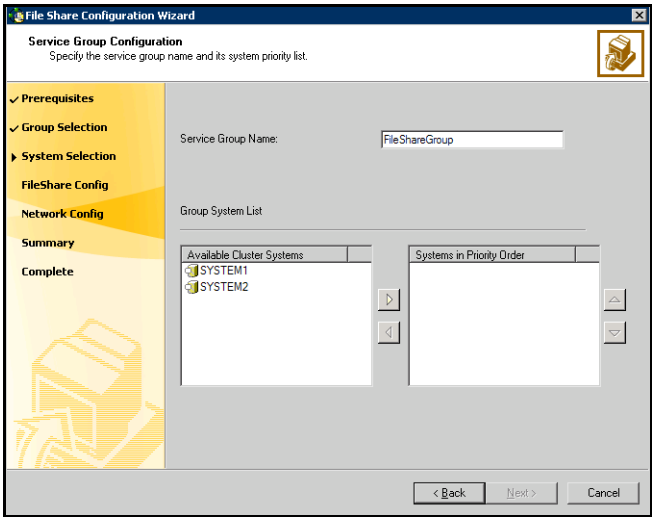 File Share Configuration Wizard
Service Group Configuration
Specify the service group name and its system priority list.
Prerequisites
Group Selection
System Selection
FileShare Config
Network Config
Summary
Complete
Service Group Name:
FileShareGroup
Group System List
Available Cluster Systems
SYSTEM1
SYSTEM2
Systems in Priority Order
< Back
Next >
Cancel